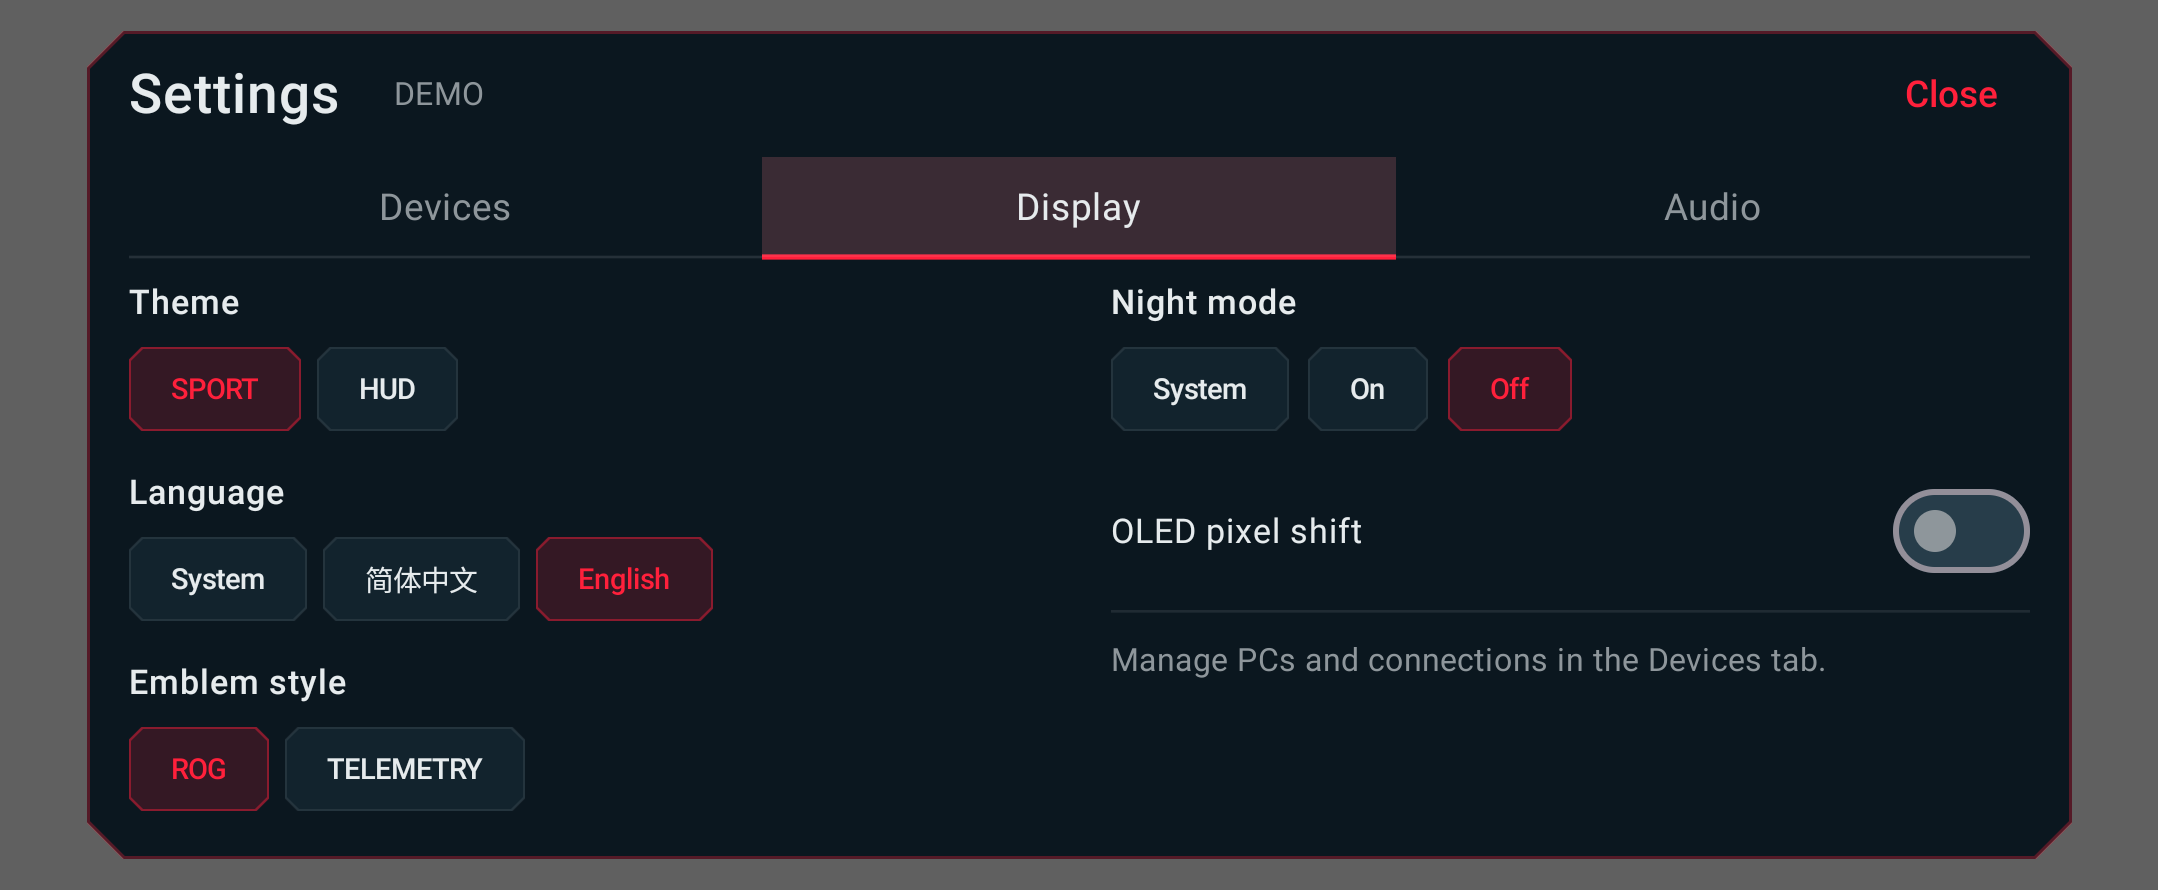 Settings DEMO Close
Devices Display Audio
Theme
SPORT HUD
Language
System 简体中文 English
Emblem style
ROG TELEMETRY
Night mode
System On Off
OLED pixel shift
Manage PCs and connections in the Devices tab.